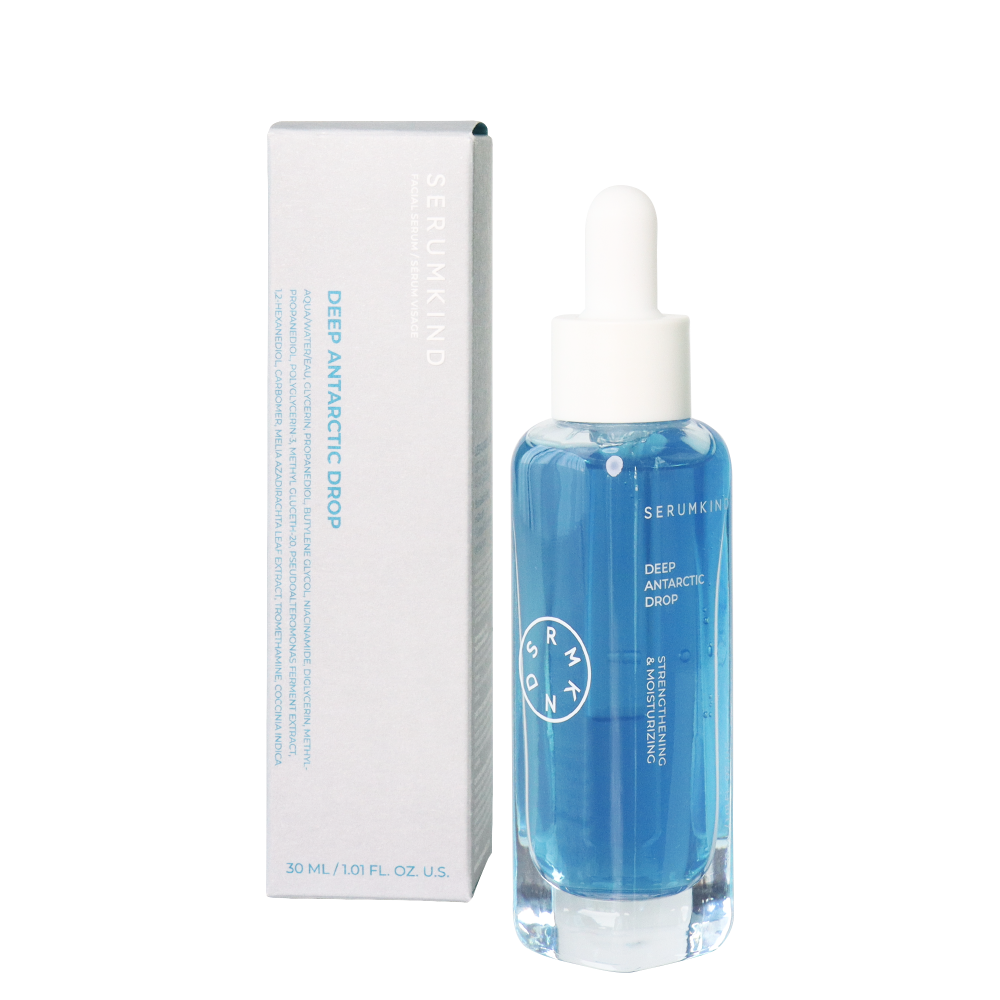 SERUMKIND
FACIAL SERUM / SÉRUM VISAGE
DEEP ANTARCTIC DROP
AQUA/WATER/EAU, GLYCERIN, PROPANEDIOL, BUTYLENE GLYCOL, NIACINAMIDE, DIGLYCERIN, METHYL-
PROPANEDIOL, POLYGLYCERIN-3, METHYL GLUCETH-20, PSEUDOALTEROMONAS FERMENT EXTRACT,
1,2-HEXANEDIOL, CARBOMER, MELIA AZADIRACHTA LEAF EXTRACT, TROMETHAMINE, COCCINIA INDICA
30 ML / 1.01 FL. OZ. U.S.
SERUMKIND
DEEP
ANTARCTIC
DROP
STRENGTHENING
& MOISTURIZING
SRMKND